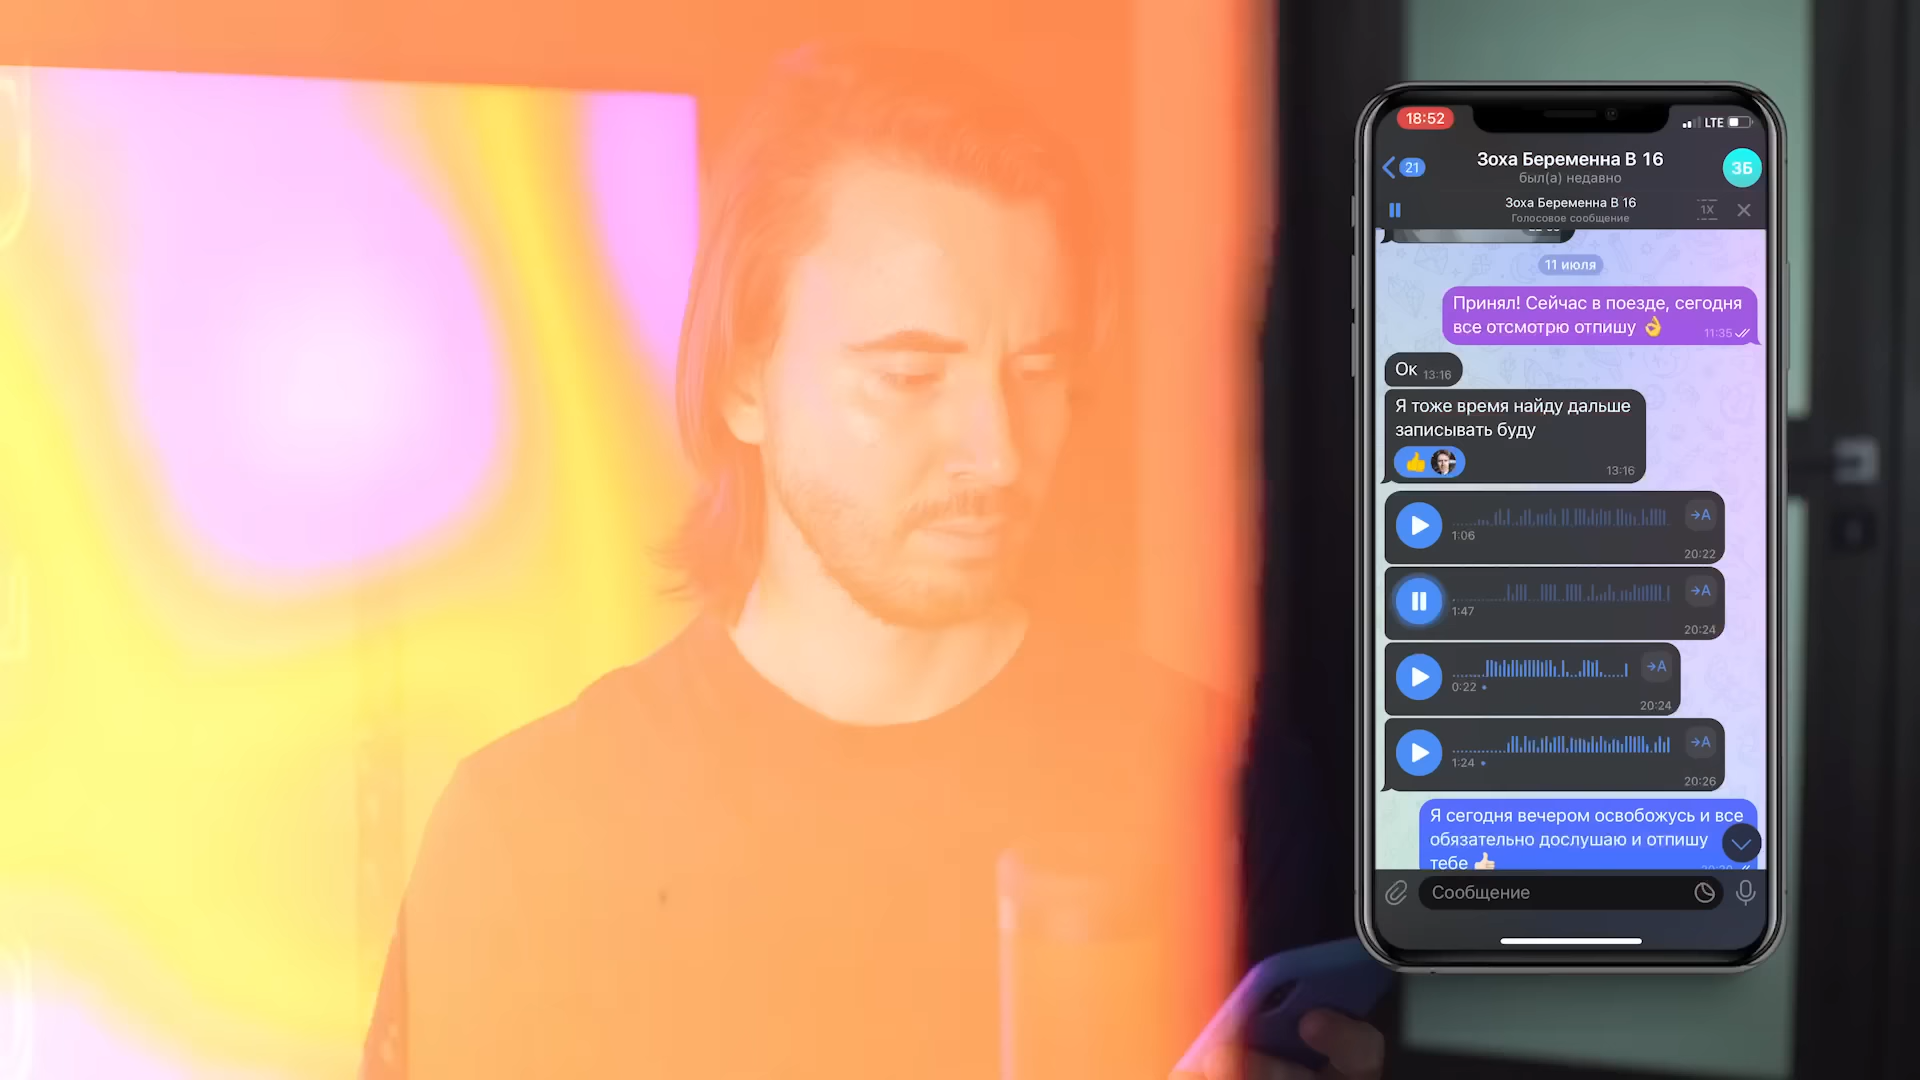 18:52
LTE
21
Зоха Беременна В 16
был(а) недавно
ЗБ
Зоха Беременна В 16
Голосовое сообщение
1X
11 июля
Принял! Сейчас в поезде, сегодня
все отсмотрю отпишу 👌
11:35
Ок 13:16
Я тоже время найду дальше
записывать буду
13:16
→A
1:06
20:22
→A
1:47
20:24
→A
0:22
20:24
→A
1:24
20:26
Я сегодня вечером освобожусь и все
обязательно дослушаю и отпишу
тебе 👍🏻
Сообщение